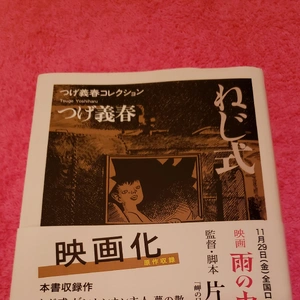 つげ義春コレクション
Tsuge Yoshiharu
つげ義春
ねじ式
映画化
原作収録
本書収録作
11月29日(金)全国ロ
映画 雨の中
監督・脚本 片